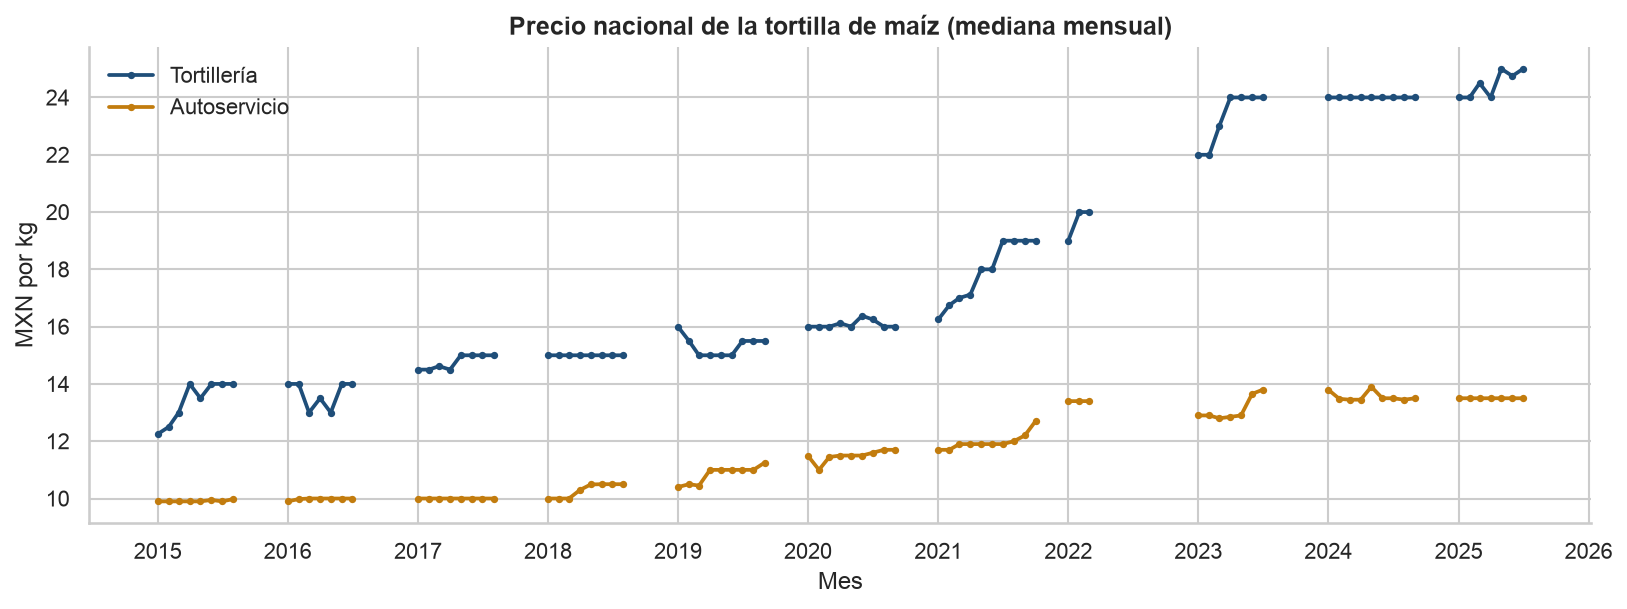 Precio nacional de la tortilla de maíz (mediana mensual)
Tortillería
Autoservicio
MXN por kg
24
22
20
18
16
14
12
10
2015 2016 2017 2018 2019 2020 2021 2022 2023 2024 2025 2026
Mes